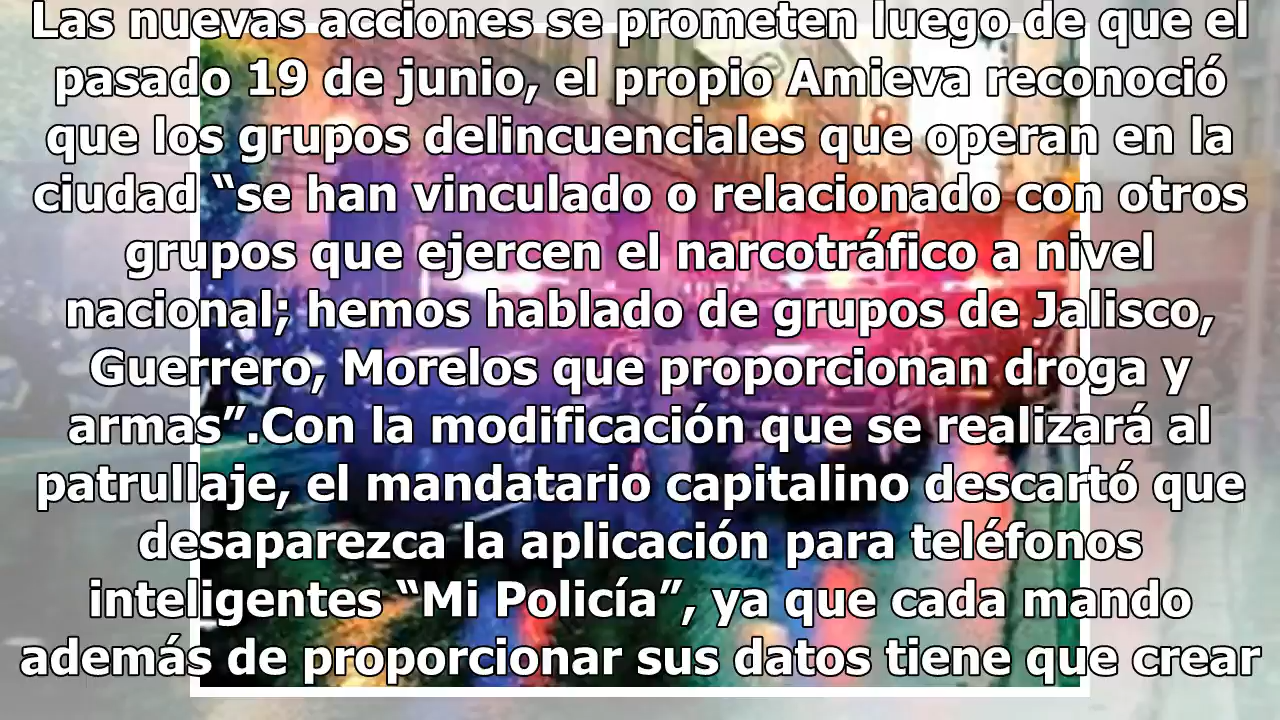 Las nuevas acciones se prometen luego de que el
pasado 19 de junio, el propio Amieva reconoció
que los grupos delincuenciales que operan en la
ciudad “se han vinculado o relacionado con otros
grupos que ejercen el narcotráfico a nivel
nacional; hemos hablado de grupos de Jalisco,
Guerrero, Morelos que proporcionan droga y
armas”.Con la modificación que se realizará al
patrullaje, el mandatario capitalino descartó que
desaparezca la aplicación para teléfonos
inteligentes “Mi Policía”, ya que cada mando
además de proporcionar sus datos tiene que crear